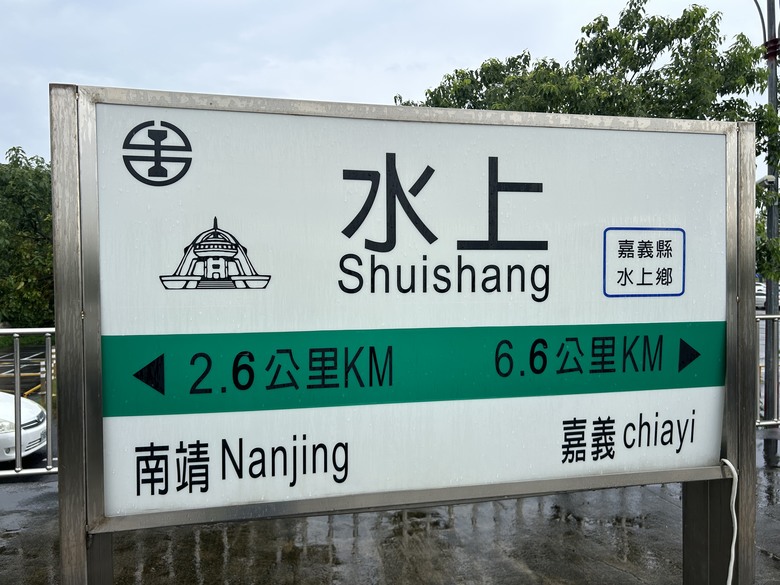 水上
Shuishang
嘉義縣
水上鄉
2.6公里KM
6.6公里KM
南靖 Nanjing
嘉義 chiayi